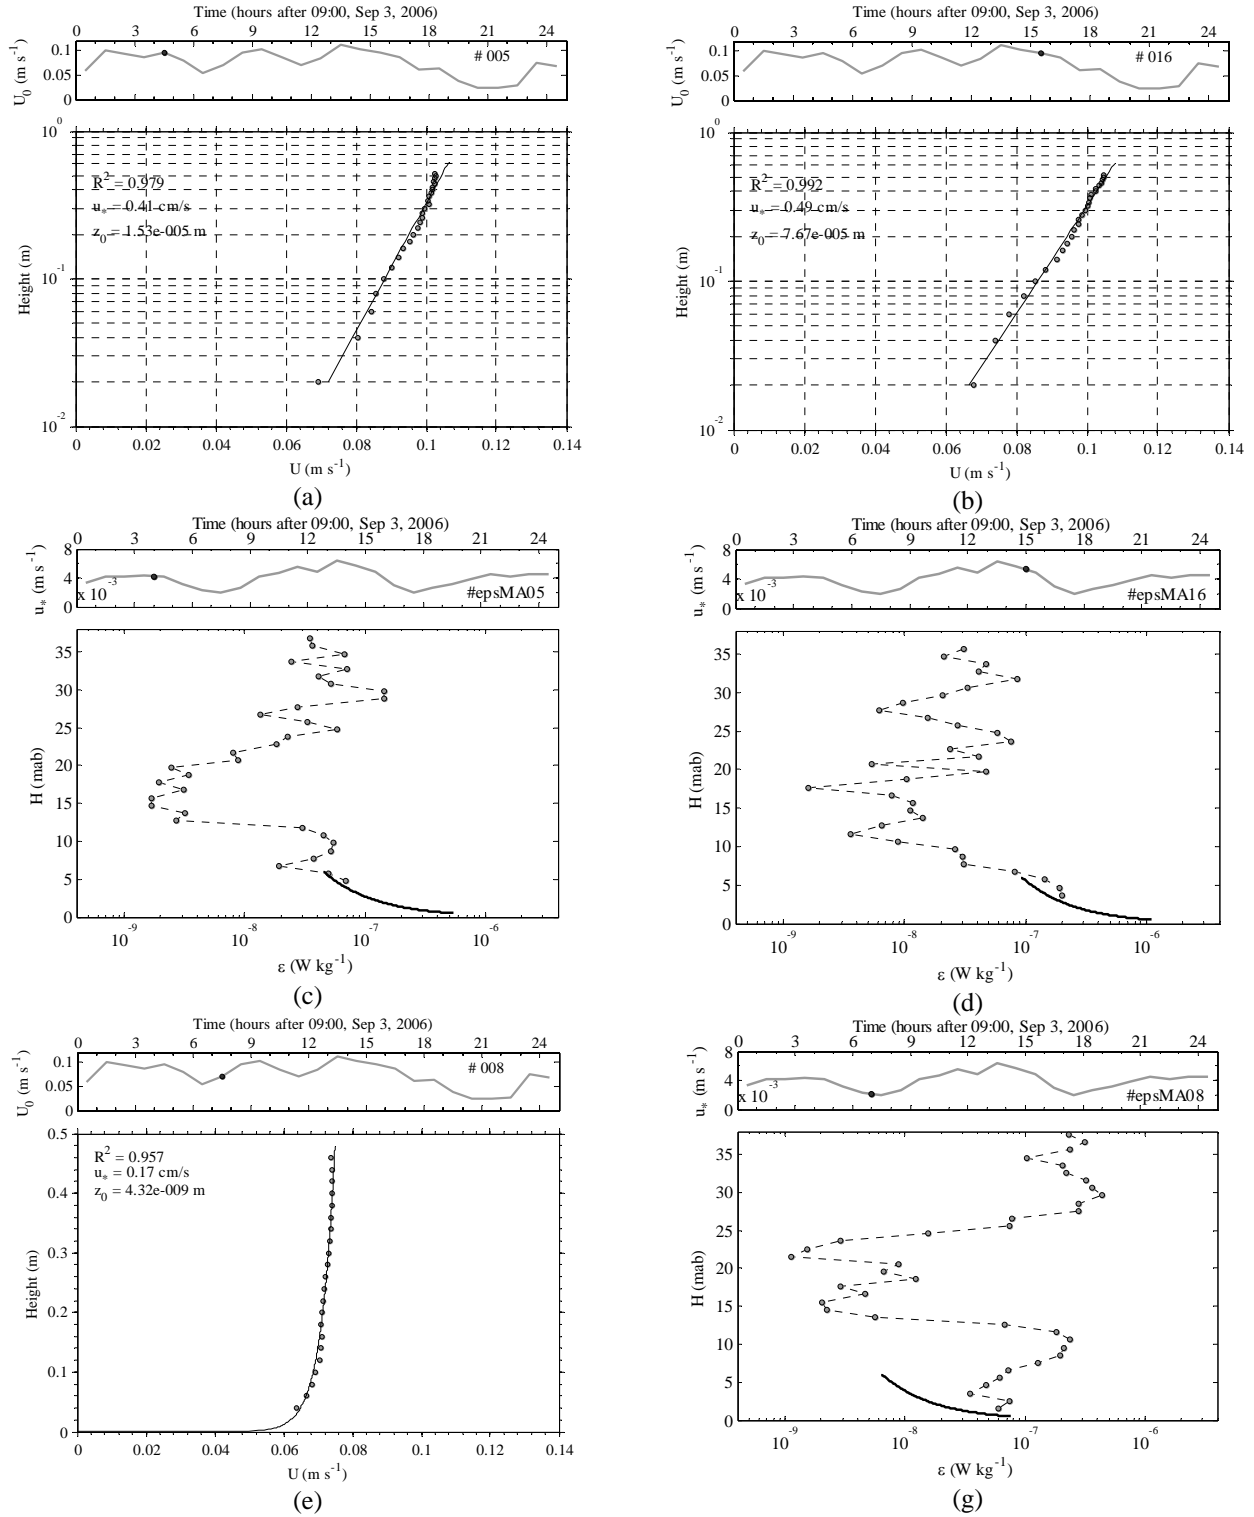 Time (hours after 09:00, Sep 3, 2006)
0 3 6 9 12 15 18 21 24
0.1
0.05
0
U0 (m s-1)
# 005
10^0
10^-1
10^-2
Height (m)
R^2 = 0.979
u* = 0.41 cm/s
z0 = 1.53e-005 m
0 0.02 0.04 0.06 0.08 0.1 0.12 0.14
U (m s-1)
(a)
Time (hours after 09:00, Sep 3, 2006)
0 3 6 9 12 15 18 21 24
0.1
0.05
0
U0 (m s-1)
# 016
10^0
10^-1
10^-2
Height (m)
R^2 = 0.992
u* = 0.49 cm/s
z0 = 7.67e-005 m
0 0.02 0.04 0.06 0.08 0.1 0.12 0.14
U (m s-1)
(b)
Time (hours after 09:00, Sep 3, 2006)
0 3 6 9 12 15 18 21 24
8
4
0
u* (m s-1)
x 10^-3
#epsMA05
35
30
25
20
15
10
5
0
H (mab)
10^-9 10^-8 10^-7 10^-6
ε (W kg-1)
(c)
Time (hours after 09:00, Sep 3, 2006)
0 3 6 9 12 15 18 21 24
8
4
0
u* (m s-1)
x 10^-3
#epsMA16
35
30
25
20
15
10
5
0
H (mab)
10^-9 10^-8 10^-7 10^-6
ε (W kg-1)
(d)
Time (hours after 09:00, Sep 3, 2006)
0 3 6 9 12 15 18 21 24
0.1
0.05
0
U0 (m s-1)
# 008
0.5
0.4
0.3
0.2
0.1
0
Height (m)
R^2 = 0.957
u* = 0.17 cm/s
z0 = 4.32e-009 m
0 0.02 0.04 0.06 0.08 0.1 0.12 0.14
U (m s-1)
(e)
Time (hours after 09:00, Sep 3, 2006)
0 3 6 9 12 15 18 21 24
8
4
0
u* (m s-1)
x 10^-3
#epsMA08
35
30
25
20
15
10
5
0
H (mab)
10^-9 10^-8 10^-7 10^-6
ε (W kg-1)
(g)